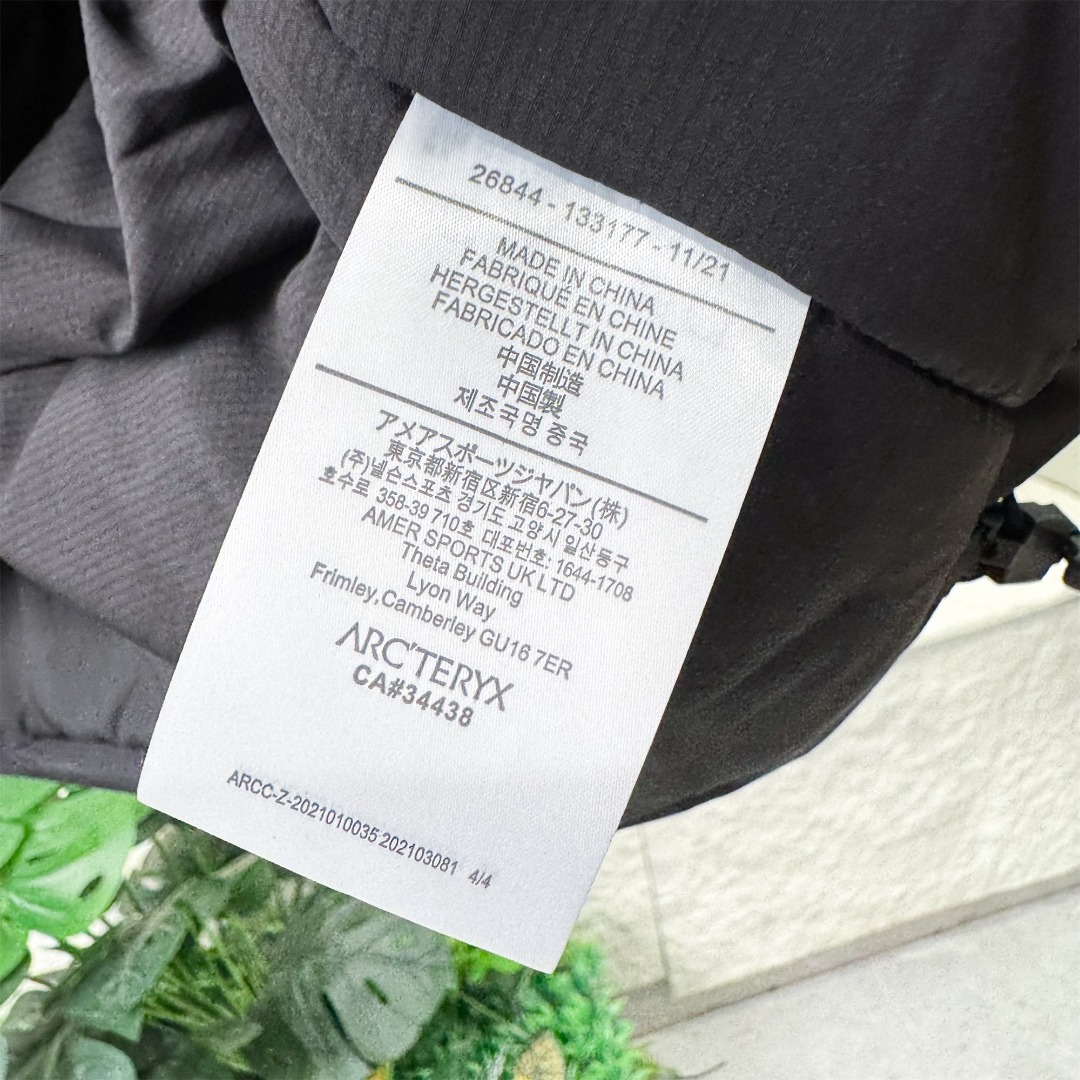 26844 - 133177 - 11/21
MADE IN CHINA
FABRIQUÉ EN CHINE
HERGESTELLT IN CHINA
FABRICADO EN CHINA
中国制造
中国製
제조국명 중국
アメアスポーツジャパン(株)
東京都新宿区新宿6-27-30
(주)넬슨스포츠 경기도 고양시 일산동구
호수로 358-39 710호 대포번호: 1644-1708
AMER SPORTS UK LTD
Theta Building
Lyon Way
Frimley,Camberley GU16 7ER
ARC'TERYX
CA#34438
ARCC-Z-2021010035 202103081 4/4